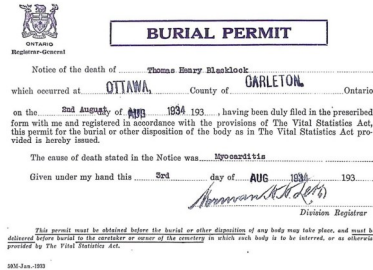 ONTARIO
Registrar-General
BURIAL PERMIT
Notice of the death of Thomas Henry Blacklock
which occurred at OTTAWA, County of CARLETON. Ontario
on the 2nd August day of AUG 1934 193 , having been duly filed in the prescribed
form with me and registered in accordance with the provisions of The Vital Statistics Act,
this permit for the burial or other disposition of the body as in The Vital Statistics Act pro-
vided is hereby issued.
The cause of death stated in the Notice was Myocarditis
Given under my hand this 3rd day of AUG 1934 193
Norman H. H.
Division Registrar
This permit must be obtained before the burial or other disposition of any body may take place, and must be
delivered before burial to the caretaker or owner of the cemetery in which such body is to be interred, or as otherwise
provided by The Vital Statistics Act.
50M-Jan.-1933